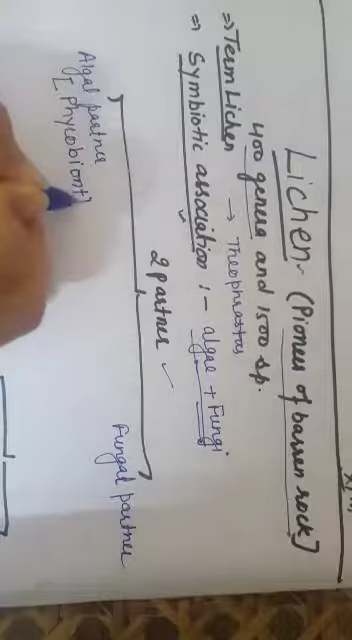 Lichen - (Pioneer of barren rock]
400 genera and 1500 sp.
⇒ Term Lichen → Theophrastus
⇒ Symbiotic association :- algae + Fungi
2 partner ✓
Algal partner
[Phycobiont]
Fungal partner